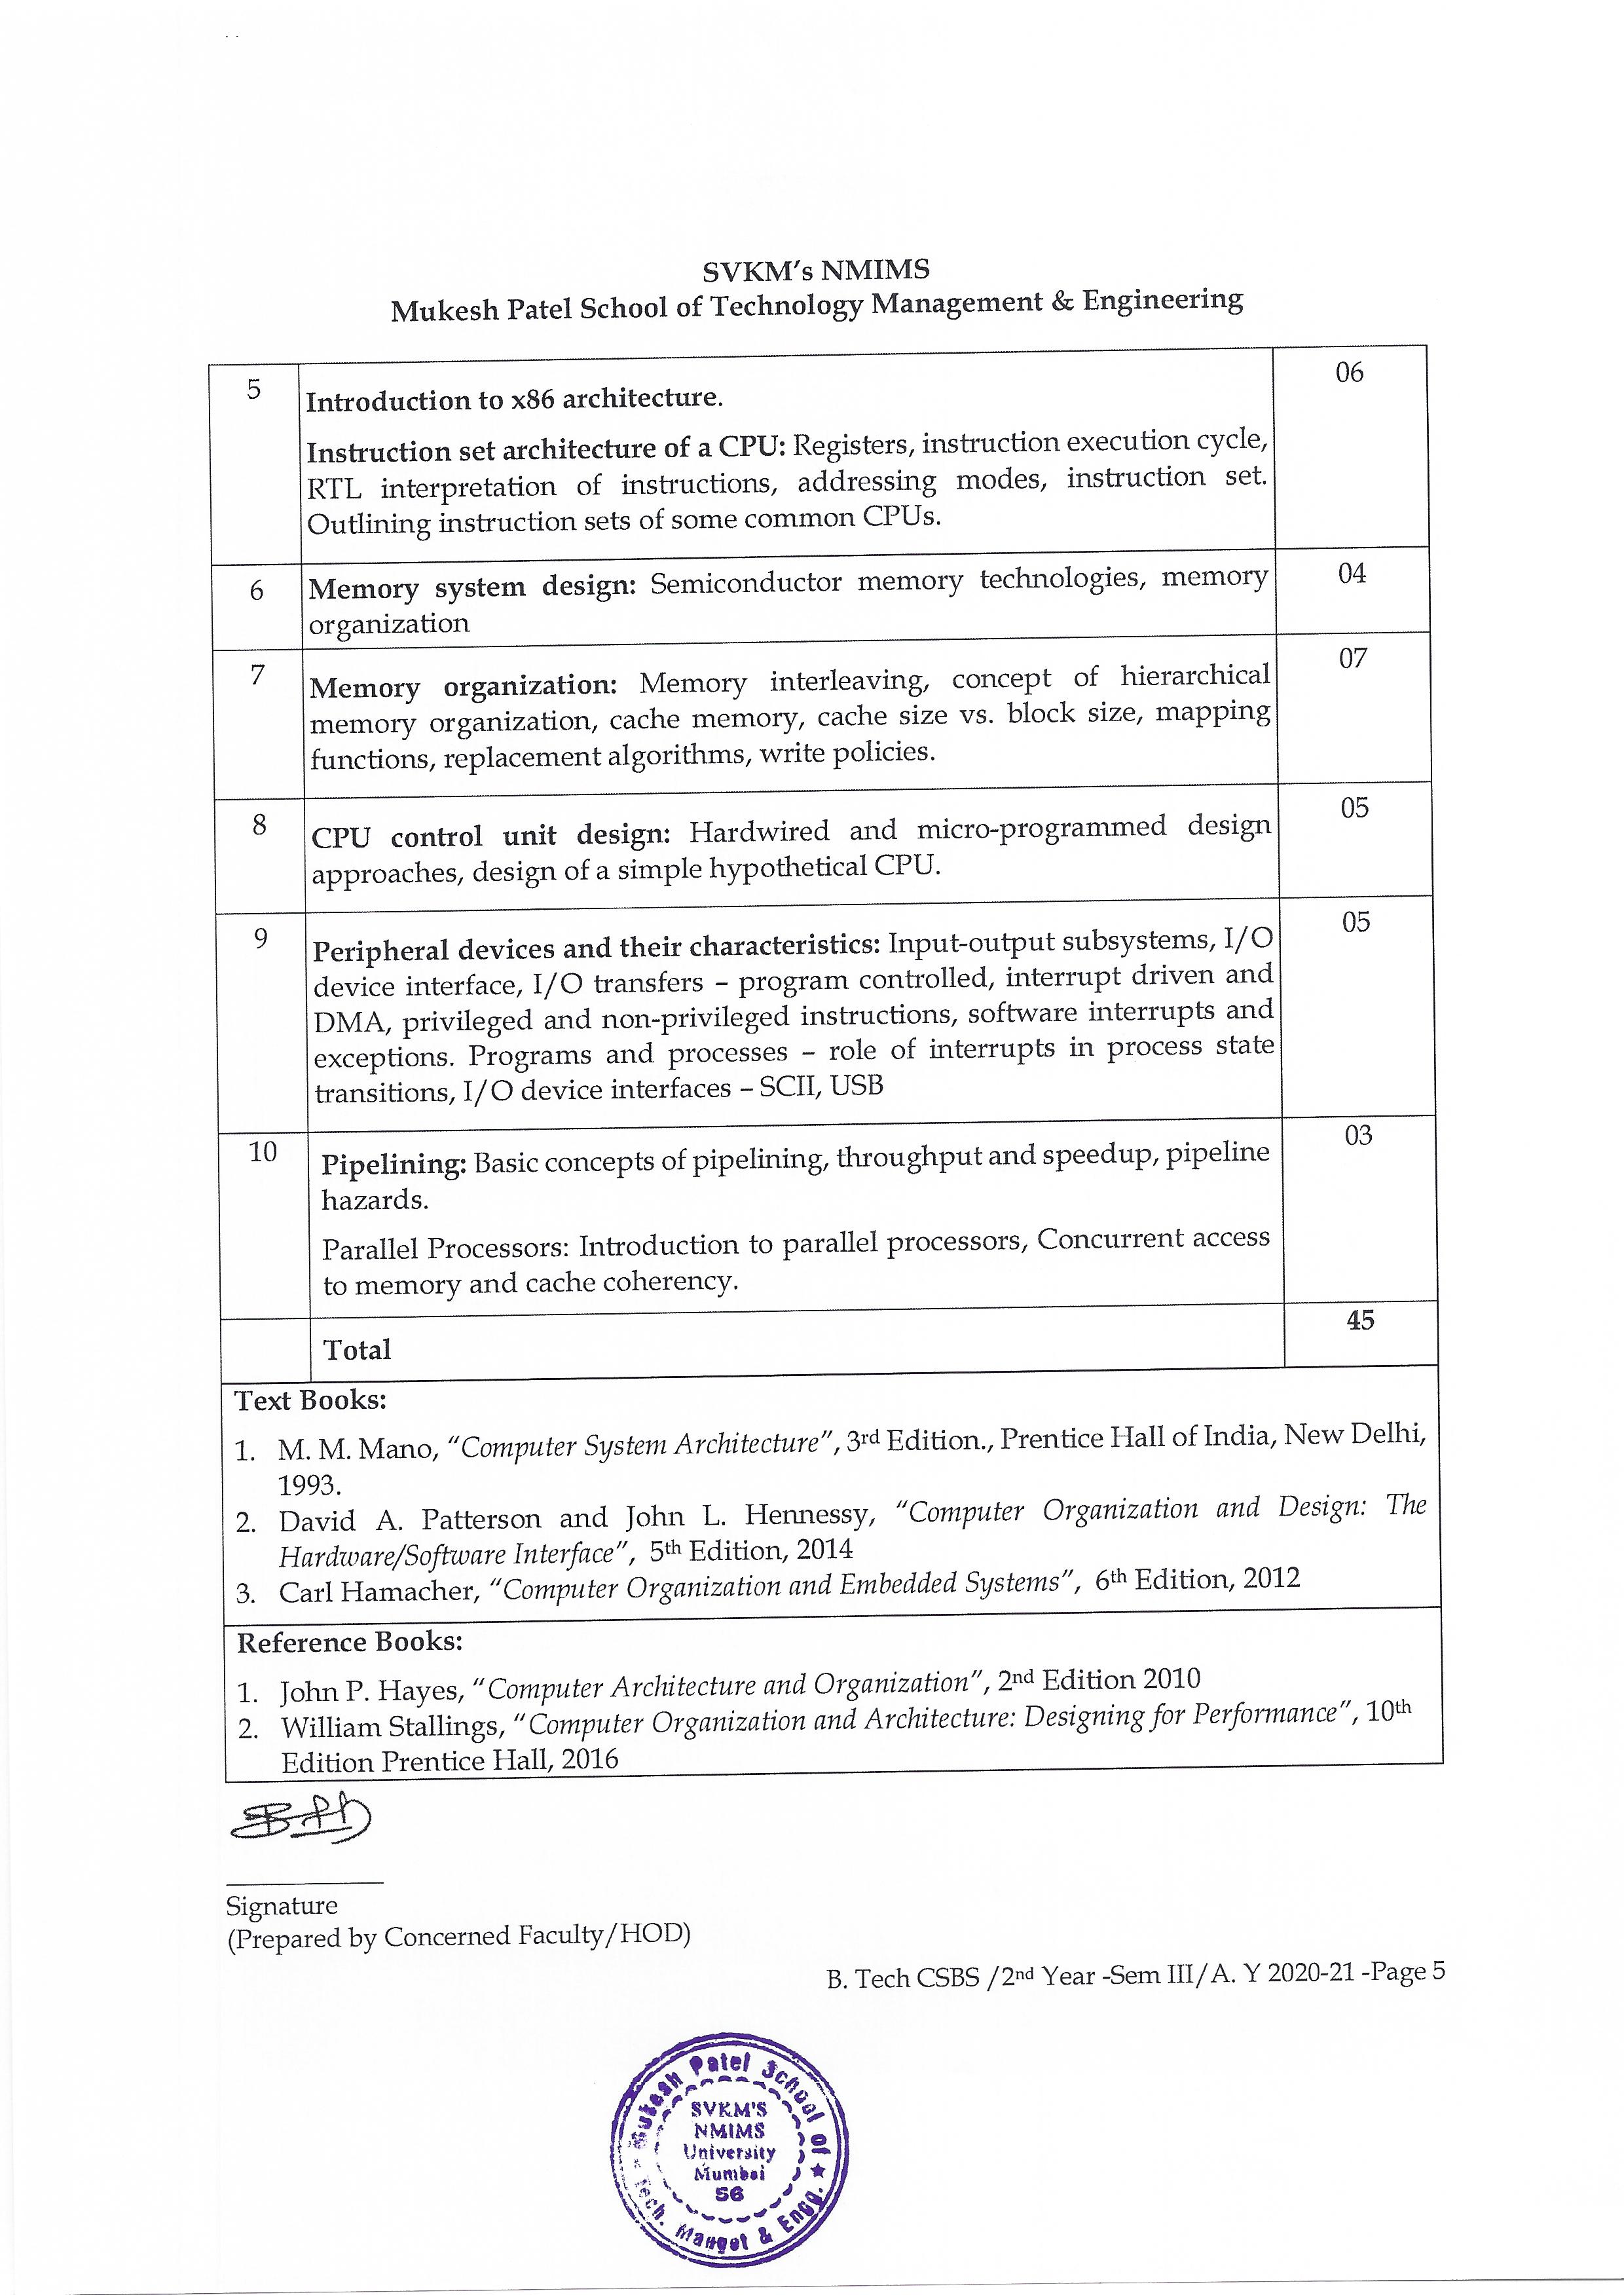 SVKM's NMIMS
Mukesh Patel School of Technology Management & Engineering
5
06
Introduction to x86 architecture.
Instruction set architecture of a CPU: Registers, instruction execution cycle,
RTL interpretation of instructions, addressing modes, instruction set.
Outlining instruction sets of some common CPUs.
6
Memory system design: Semiconductor memory technologies, memory
04
organization
7
07
Memory organization: Memory interleaving, concept of hierarchical
memory organization, cache memory, cache size vs. block size, mapping
functions, replacement algorithms, write policies.
8
05
CPU control unit design: Hardwired and micro-programmed design
approaches, design of a simple hypothetical CPU.
9
05
Peripheral devices and their characteristics: Input-output subsystems, I/O
device interface, I/O transfers – program controlled, interrupt driven and
DMA, privileged and non-privileged instructions, software interrupts and
exceptions. Programs and processes – role of interrupts in process state
transitions, I/O device interfaces – SCII, USB
10
03
Pipelining: Basic concepts of pipelining, throughput and speedup, pipeline
hazards.
Parallel Processors: Introduction to parallel processors, Concurrent access
to memory and cache coherency.
Total
45
Text Books:
1. M. M. Mano, "Computer System Architecture", 3rd Edition., Prentice Hall of India, New Delhi,
1993.
2. David A. Patterson and John L. Hennessy, "Computer Organization and Design: The
Hardware/Software Interface", 5th Edition, 2014
3. Carl Hamacher, "Computer Organization and Embedded Systems", 6th Edition, 2012
Reference Books:
1. John P. Hayes, "Computer Architecture and Organization", 2nd Edition 2010
2. William Stallings, "Computer Organization and Architecture: Designing for Performance", 10th
Edition Prentice Hall, 2016
Signature
(Prepared by Concerned Faculty/HOD)
B. Tech CSBS /2nd Year -Sem III/A. Y 2020-21 -Page 5
Mukesh Patel School of
Tech. Manget & Engg.
SVKM'S
NMIMS
University
Mumbai
56